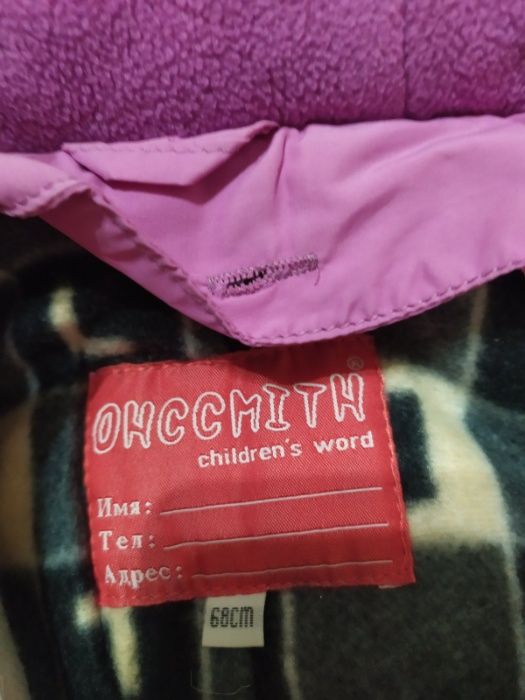 OHCCMITH ®
children's word
Имя:
Тел:
Адрес:
68CM